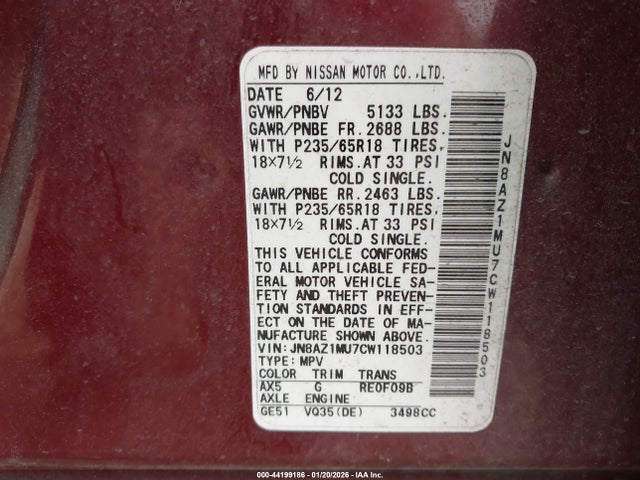 MFD BY NISSAN MOTOR CO.,LTD.
DATE 6/12
GVWR/PNBV 5133 LBS.
GAWR/PNBE FR. 2688 LBS.
WITH P235/65R18 TIRES,
18×7½ RIMS. AT 33 PSI
COLD SINGLE.
GAWR/PNBE RR. 2463 LBS.
WITH P235/65R18 TIRES,
18×7½ RIMS. AT 33 PSI
COLD SINGLE.
THIS VEHICLE CONFORMS
TO ALL APPLICABLE FED-
ERAL MOTOR VEHICLE SA-
FETY AND THEFT PREVEN-
TION STANDARDS IN EFF-
ECT ON THE DATE OF MA-
NUFACTURE SHOWN ABOVE.
VIN: JN8AZ1MU7CW118503
TYPE: MPV
COLOR TRIM TRANS
AX5 G RE0F09B
AXLE ENGINE
GE51 VQ35(DE) 3498CC
JN8AZ1MU7CW118503
000-44199186 - 01/20/2026 - IAA Inc.